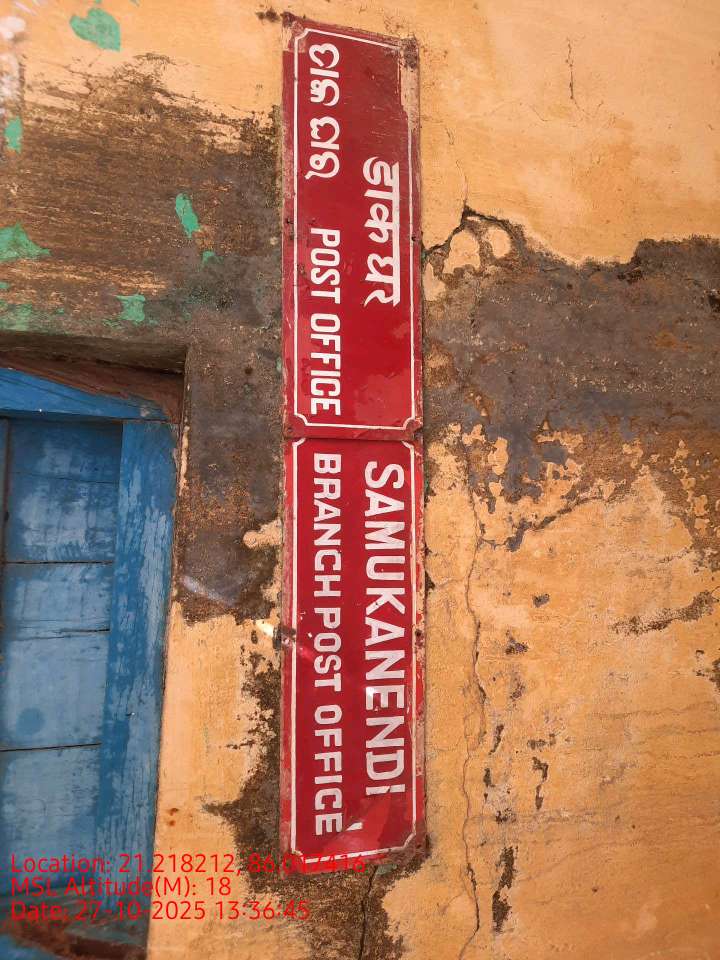 डाक घर
ଡାକ ଘର POST OFFICE
SAMUKANENDI
BRANCH POST OFFICE
Location: 21.218212,
MSL Altitude(M): 18
Date: 27-10-2025 13:36:45